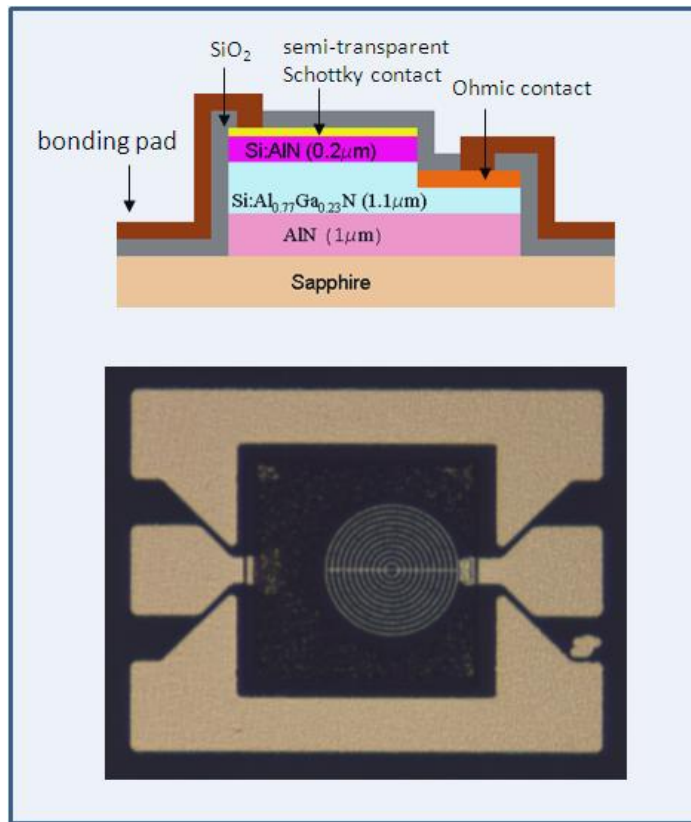 SiO₂
semi-transparent
Schottky contact
Ohmic contact
bonding pad
Si:AlN (0.2μm)
Si:Al₀.₇₇Ga₀.₂₃N (1.1μm)
AlN (1μm)
Sapphire